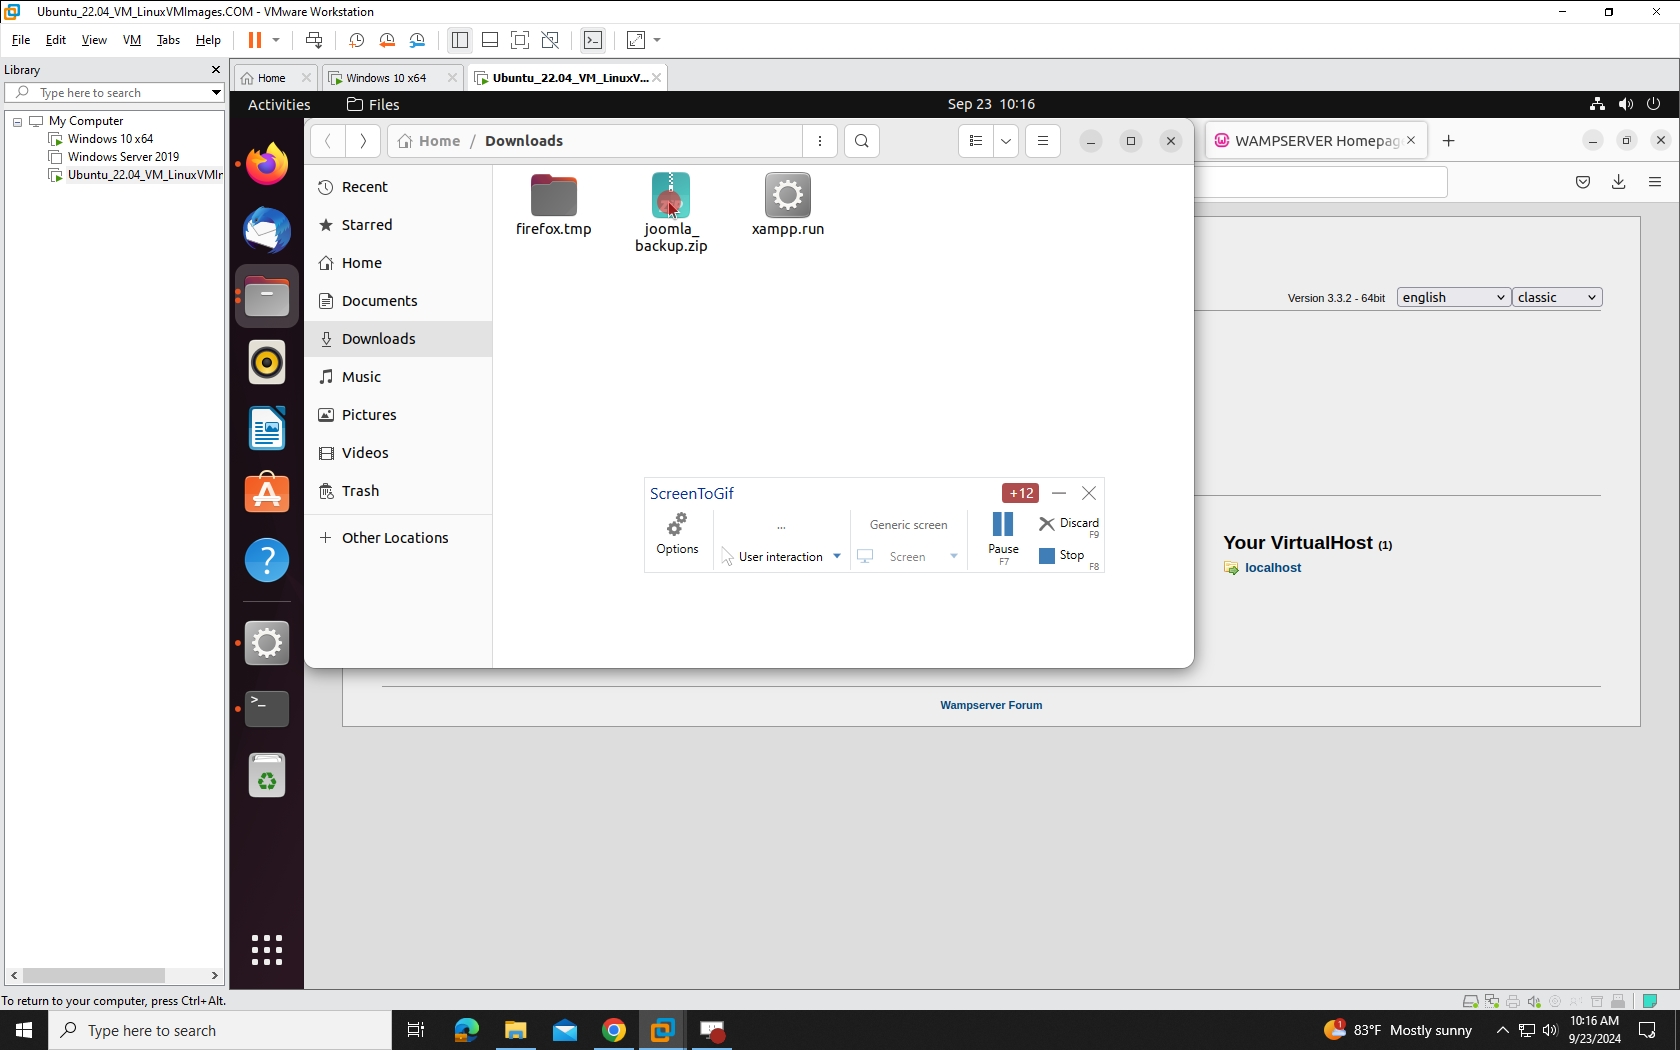 Ubuntu_22.04_VM_LinuxVMImages.COM - VMware Workstation
File Edit View VM Tabs Help
Library
Type here to search
My Computer
Windows 10 x64
Windows Server 2019
Ubuntu_22.04_VM_LinuxVMIr
Home
Windows 10 x64
Ubuntu_22.04_VM_LinuxV...
Activities
Files
Sep 23 10:16
Home / Downloads
WAMPSERVER Homepag
Recent
Starred
Home
Documents
Downloads
Music
Pictures
Videos
Trash
Other Locations
firefox.tmp
joomla_
backup.zip
xampp.run
Version 3.3.2 - 64bit
english
classic
ScreenToGif
+12
Options
...
User interaction
Generic screen
Screen
Pause
F7
Discard
F9
Stop
F8
Your VirtualHost (1)
localhost
Wampserver Forum
To return to your computer, press Ctrl+Alt.
Type here to search
83°F Mostly sunny
10:16 AM
9/23/2024